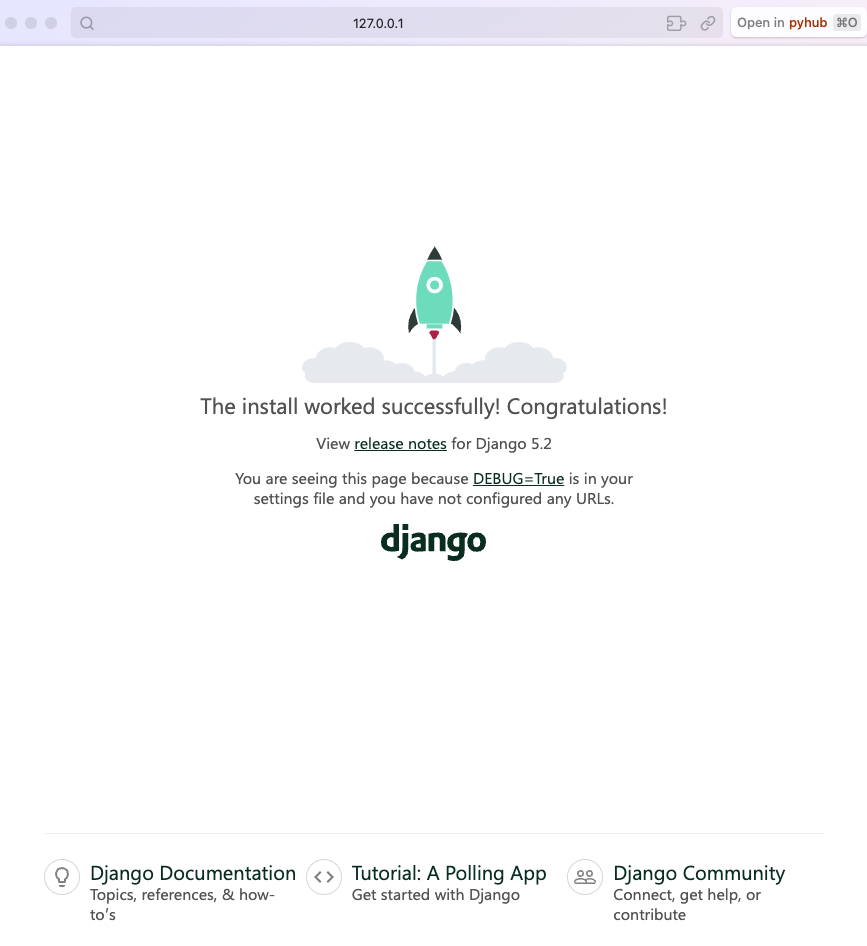 127.0.0.1
Open in pyhub ⌘O
The install worked successfully! Congratulations!
View release notes for Django 5.2
You are seeing this page because DEBUG=True is in your
settings file and you have not configured any URLs.
django
Django Documentation
Topics, references, & how-
to’s
Tutorial: A Polling App
Get started with Django
Django Community
Connect, get help, or
contribute